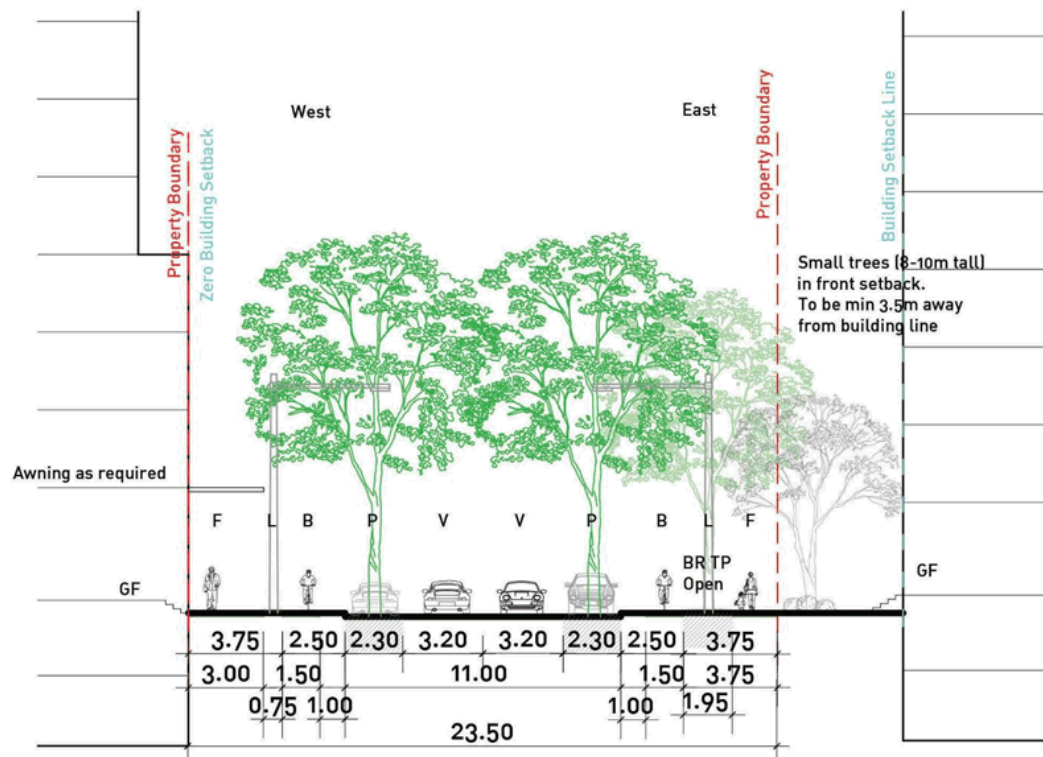 West
East
Property Boundary
Zero Building Setback
Property Boundary
Building Setback Line
Small trees (8-10m tall)
in front setback.
To be min 3.5m away
from building line
Awning as required
F L B P V V P B L F
BR TP
Open
GF
GF
3.75 2.50 2.30 3.20 3.20 2.30 2.50 3.75
3.00 1.50 11.00 1.50 3.75
0.75 1.00 1.00 1.95
23.50